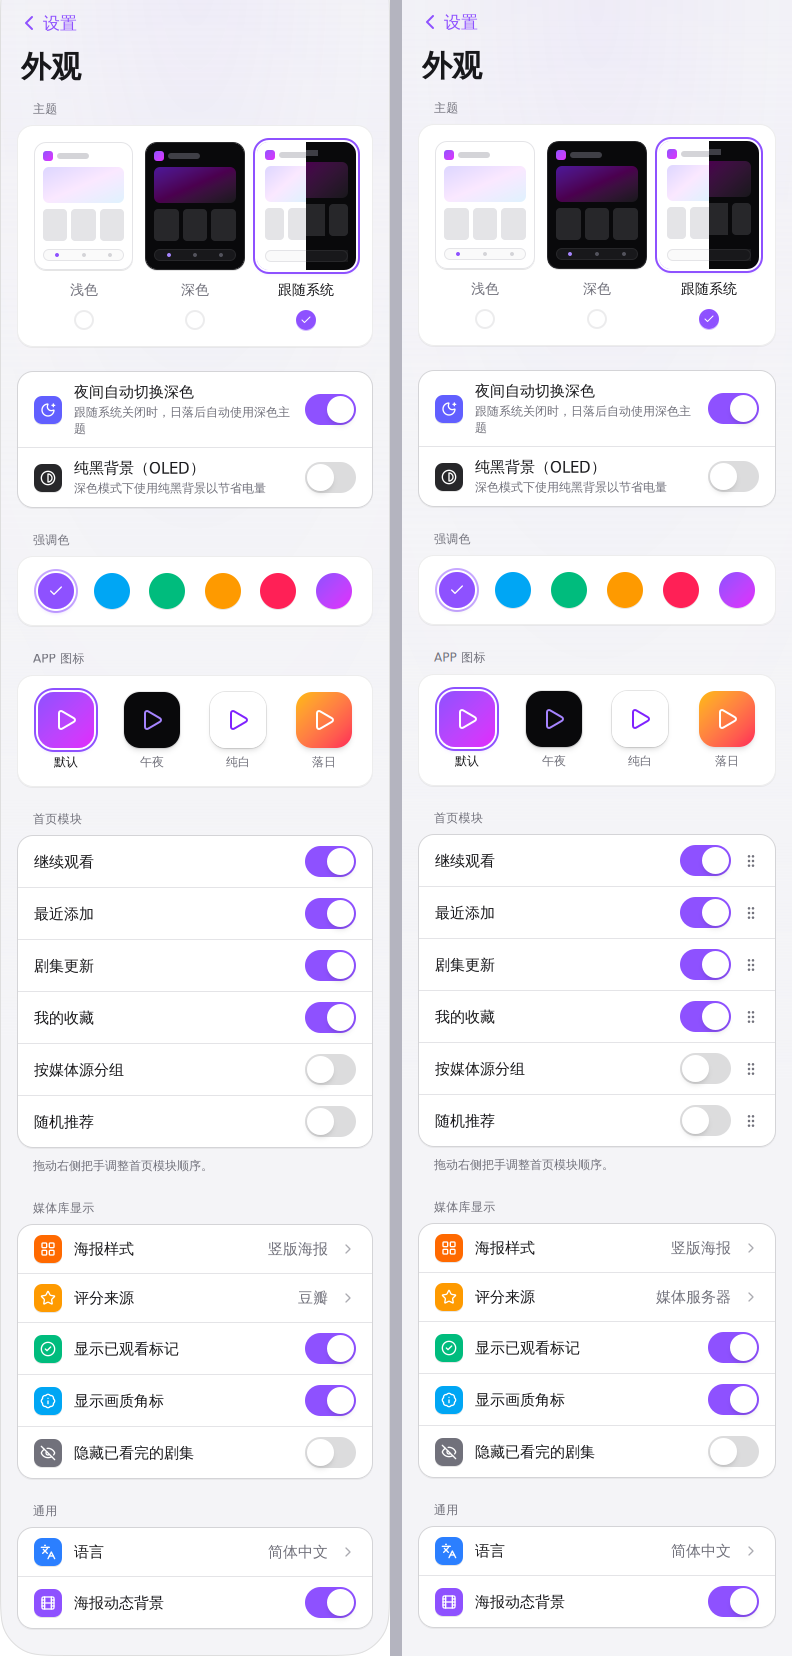 设置
外观
主题
浅色
深色
跟随系统
夜间自动切换深色
跟随系统关闭时，日落后自动使用深色主
题
纯黑背景（OLED）
深色模式下使用纯黑背景以节省电量
强调色
APP 图标
默认
午夜
纯白
落日
首页模块
继续观看
最近添加
剧集更新
我的收藏
按媒体源分组
随机推荐
拖动右侧把手调整首页模块顺序。
媒体库显示
海报样式
竖版海报
评分来源
豆瓣
显示已观看标记
显示画质角标
隐藏已看完的剧集
通用
语言
简体中文
海报动态背景
设置
外观
主题
浅色
深色
跟随系统
夜间自动切换深色
跟随系统关闭时，日落后自动使用深色主
题
纯黑背景（OLED）
深色模式下使用纯黑背景以节省电量
强调色
APP 图标
默认
午夜
纯白
落日
首页模块
继续观看
最近添加
剧集更新
我的收藏
按媒体源分组
随机推荐
拖动右侧把手调整首页模块顺序。
媒体库显示
海报样式
竖版海报
评分来源
媒体服务器
显示已观看标记
显示画质角标
隐藏已看完的剧集
通用
语言
简体中文
海报动态背景